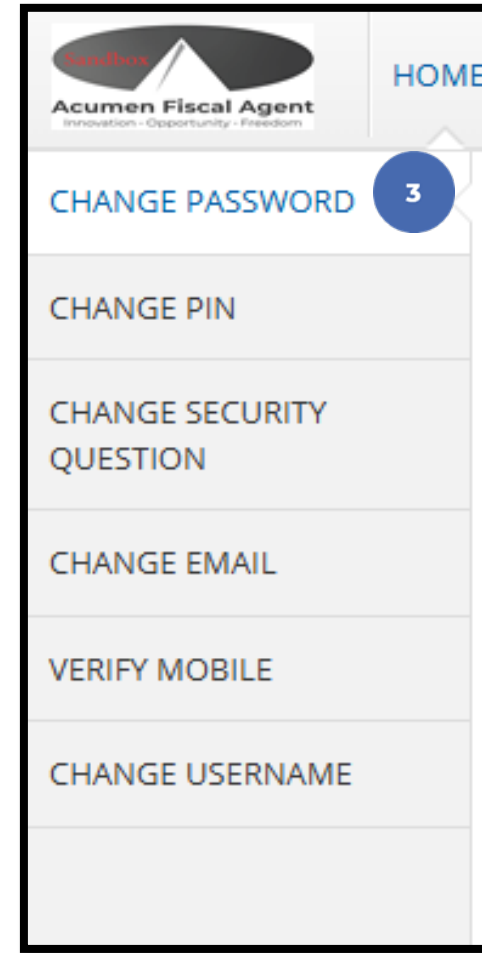 Sandbox
Acumen Fiscal Agent
Innovation - Opportunity - Freedom
HOME
CHANGE PASSWORD 3
CHANGE PIN
CHANGE SECURITY
QUESTION
CHANGE EMAIL
VERIFY MOBILE
CHANGE USERNAME